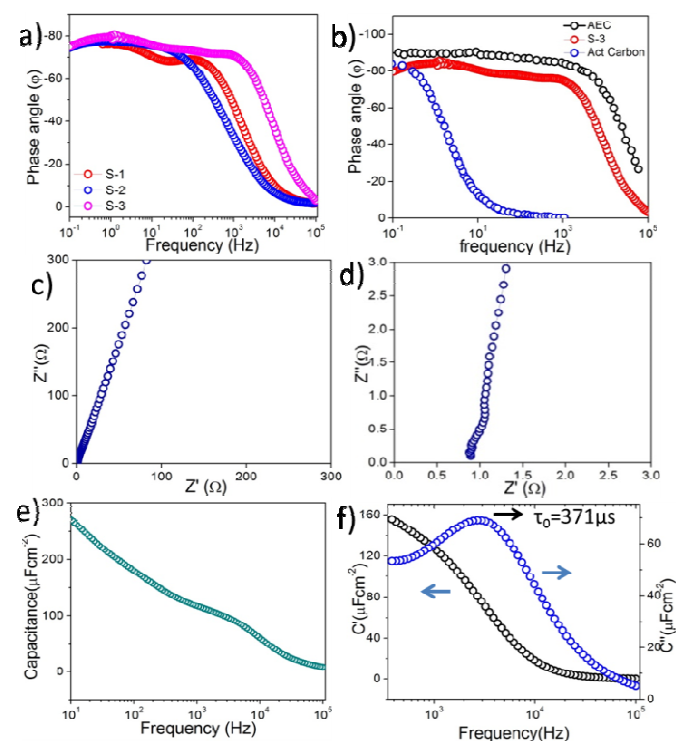 a)
Phase angle (φ)
-80
-60
-40
-20
0
S-1
S-2
S-3
10⁻¹ 10⁰ 10¹ 10² 10³ 10⁴ 10⁵
Frequency (Hz)
b)
Phase angle (φ)
-100
-80
-60
-40
-20
0
AEC
S-3
Act Carbon
10⁻¹ 10¹ 10³ 10⁵
frequency (Hz)
c)
Z''(Ω)
300
200
100
0
0 100 200 300
Z' (Ω)
d)
Z''(Ω)
3.0
2.5
2.0
1.5
1.0
0.5
0.0
0.0 0.5 1.0 1.5 2.0 2.5 3.0
Z' (Ω)
e)
Capacitance(μFcm⁻²)
300
200
100
0
10¹ 10² 10³ 10⁴ 10⁵
Frequency (Hz)
f)
τ₀=371μs
C'(μFcm⁻²)
160
120
80
40
0
60
40
20
0
C''(μFcm⁻²)
10³ 10⁴ 10⁵
Frequency(Hz)